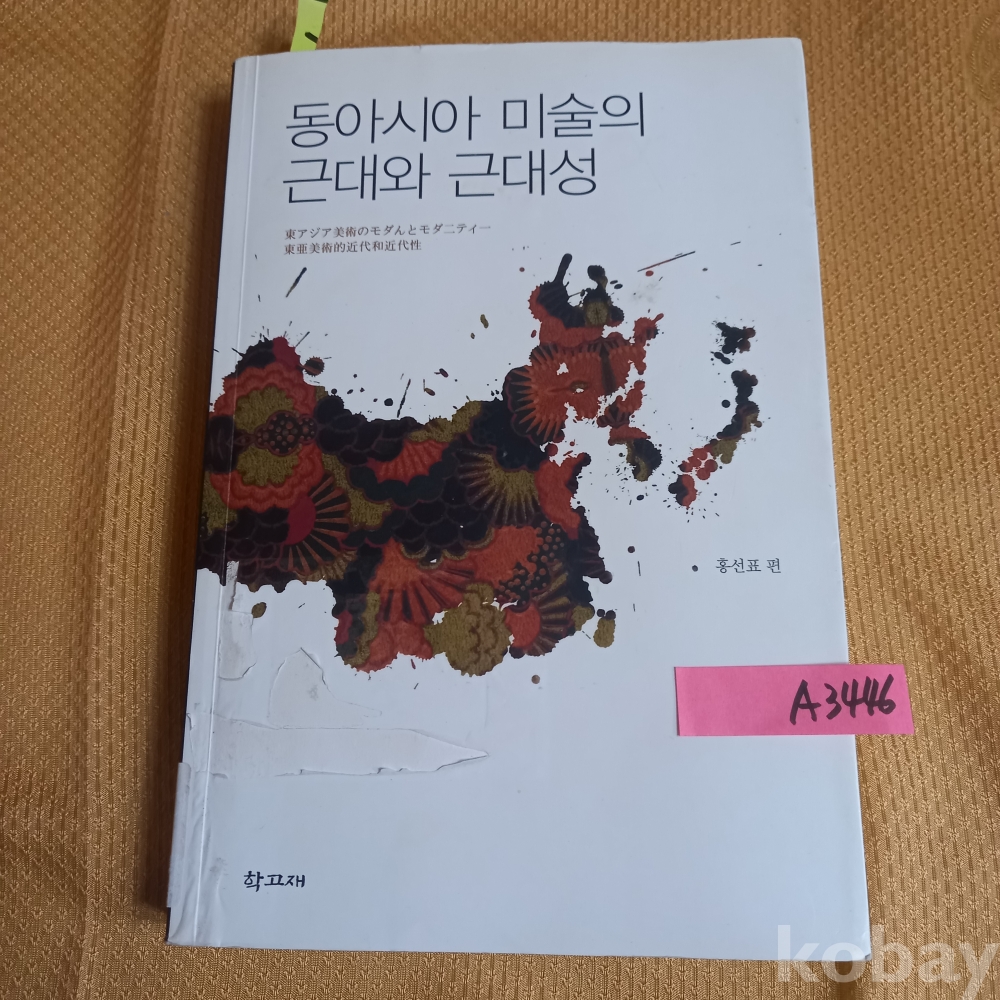 동아시아 미술의
근대와 근대성
東アジア美術のモダんとモダニティー
東亜美術的近代和近代性
홍선표 편
A3446
학고재
kobay